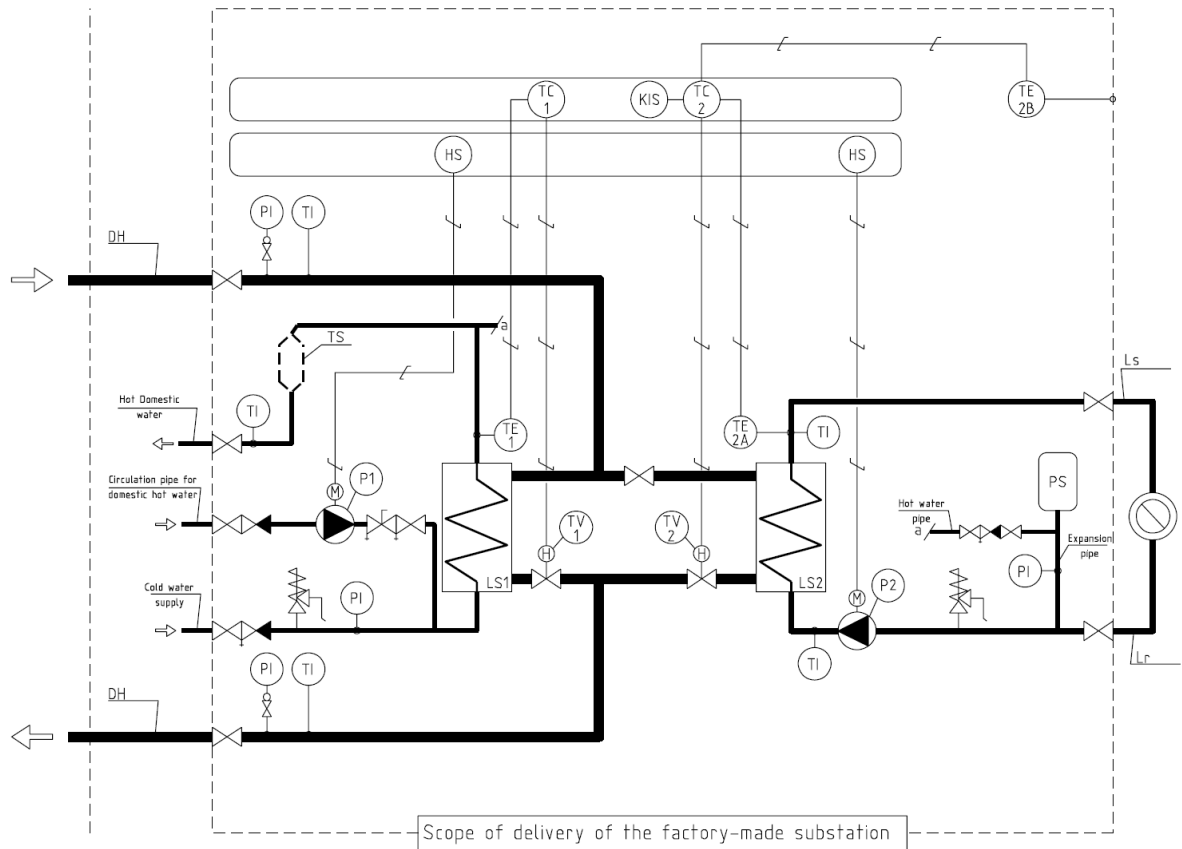 TC
1
KIS
TC
2
TE
2B
HS
HS
PI
TI
DH
a
TS
Ls
Hot Domestic
water
TI
TE
1
TE
2A
TI
Circulation pipe for
domestic hot water
P1
M
PS
Hot water
pipe
a
TV
1
TV
2
H
H
Expansion
pipe
LS1
LS2
PI
Cold water
supply
PI
M
P2
TI
Lr
PI
TI
DH
Scope of delivery of the factory-made substation